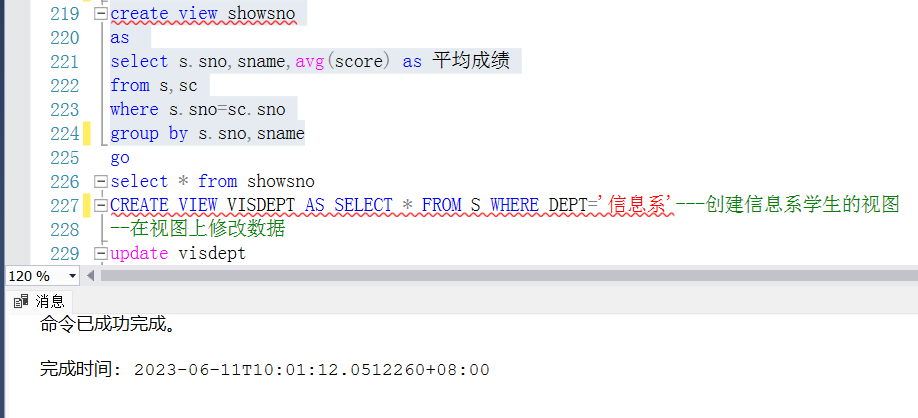 219 create view showsno
220 as
221 select s.sno,sname,avg(score) as 平均成绩
222 from s,sc
223 where s.sno=sc.sno
224 group by s.sno,sname
225 go
226 select * from showsno
227 CREATE VIEW VISDEPT AS SELECT * FROM S WHERE DEPT='信息系'---创建信息系学生的视图
228 --在视图上修改数据
229 update visdept
120 %
消息
命令已成功完成。
完成时间: 2023-06-11T10:01:12.0512260+08:00